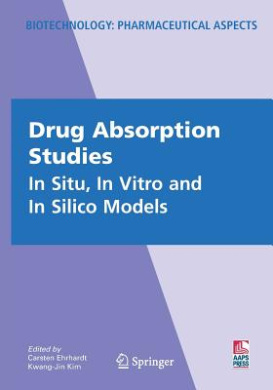 BIOTECHNOLOGY: PHARMACEUTICAL ASPECTS
Drug Absorption
Studies
In Situ, In Vitro and
In Silico Models
Edited by
Carsten Ehrhardt
Kwang-Jin Kim
Springer
AAPS
PRESS